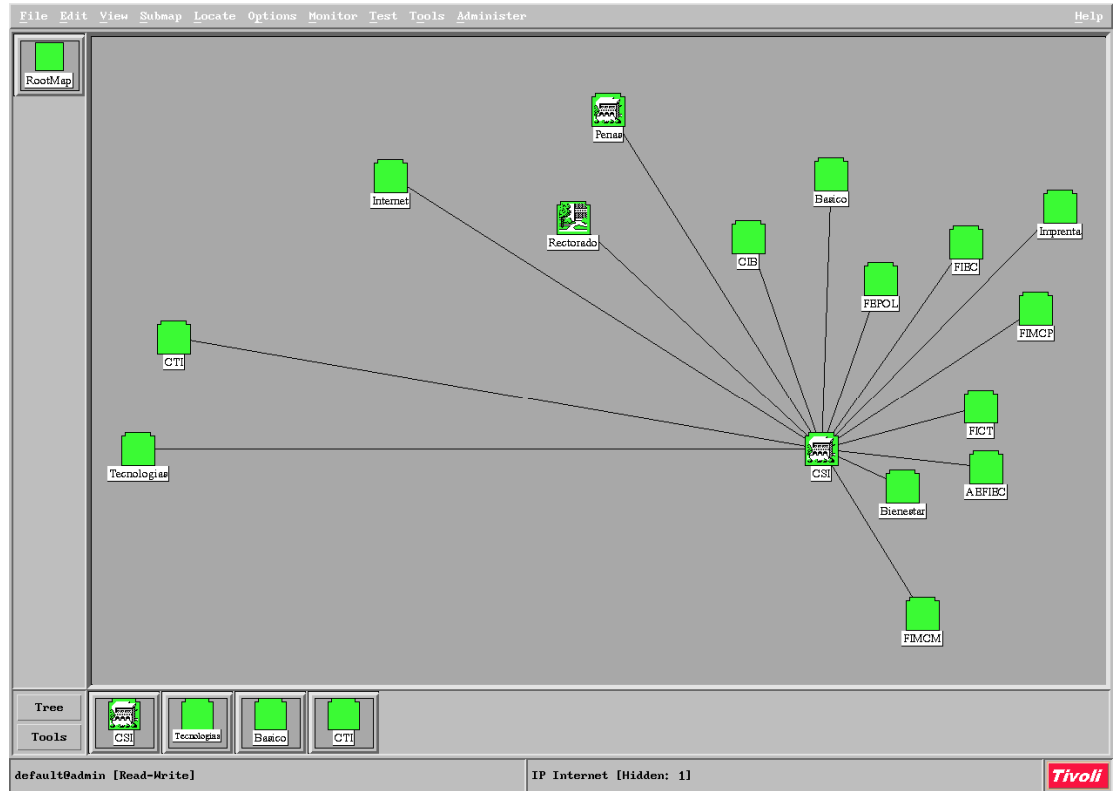 File Edit View Submap Locate Options Monitor Test Tools Administer Help
RootMap
Penas
Internet
Basico
Rectorado
Imprenta
CIB
FIEC
FEPOL
FIMCP
CTI
FICT
Tecnologias
CSI
ABFIEC
Bienestar
FIMCM
Tree
Tools
CSI
Tecnologias
Basico
CTI
default@admin [Read-Write]
IP Internet [Hidden: 1]
Tivoli